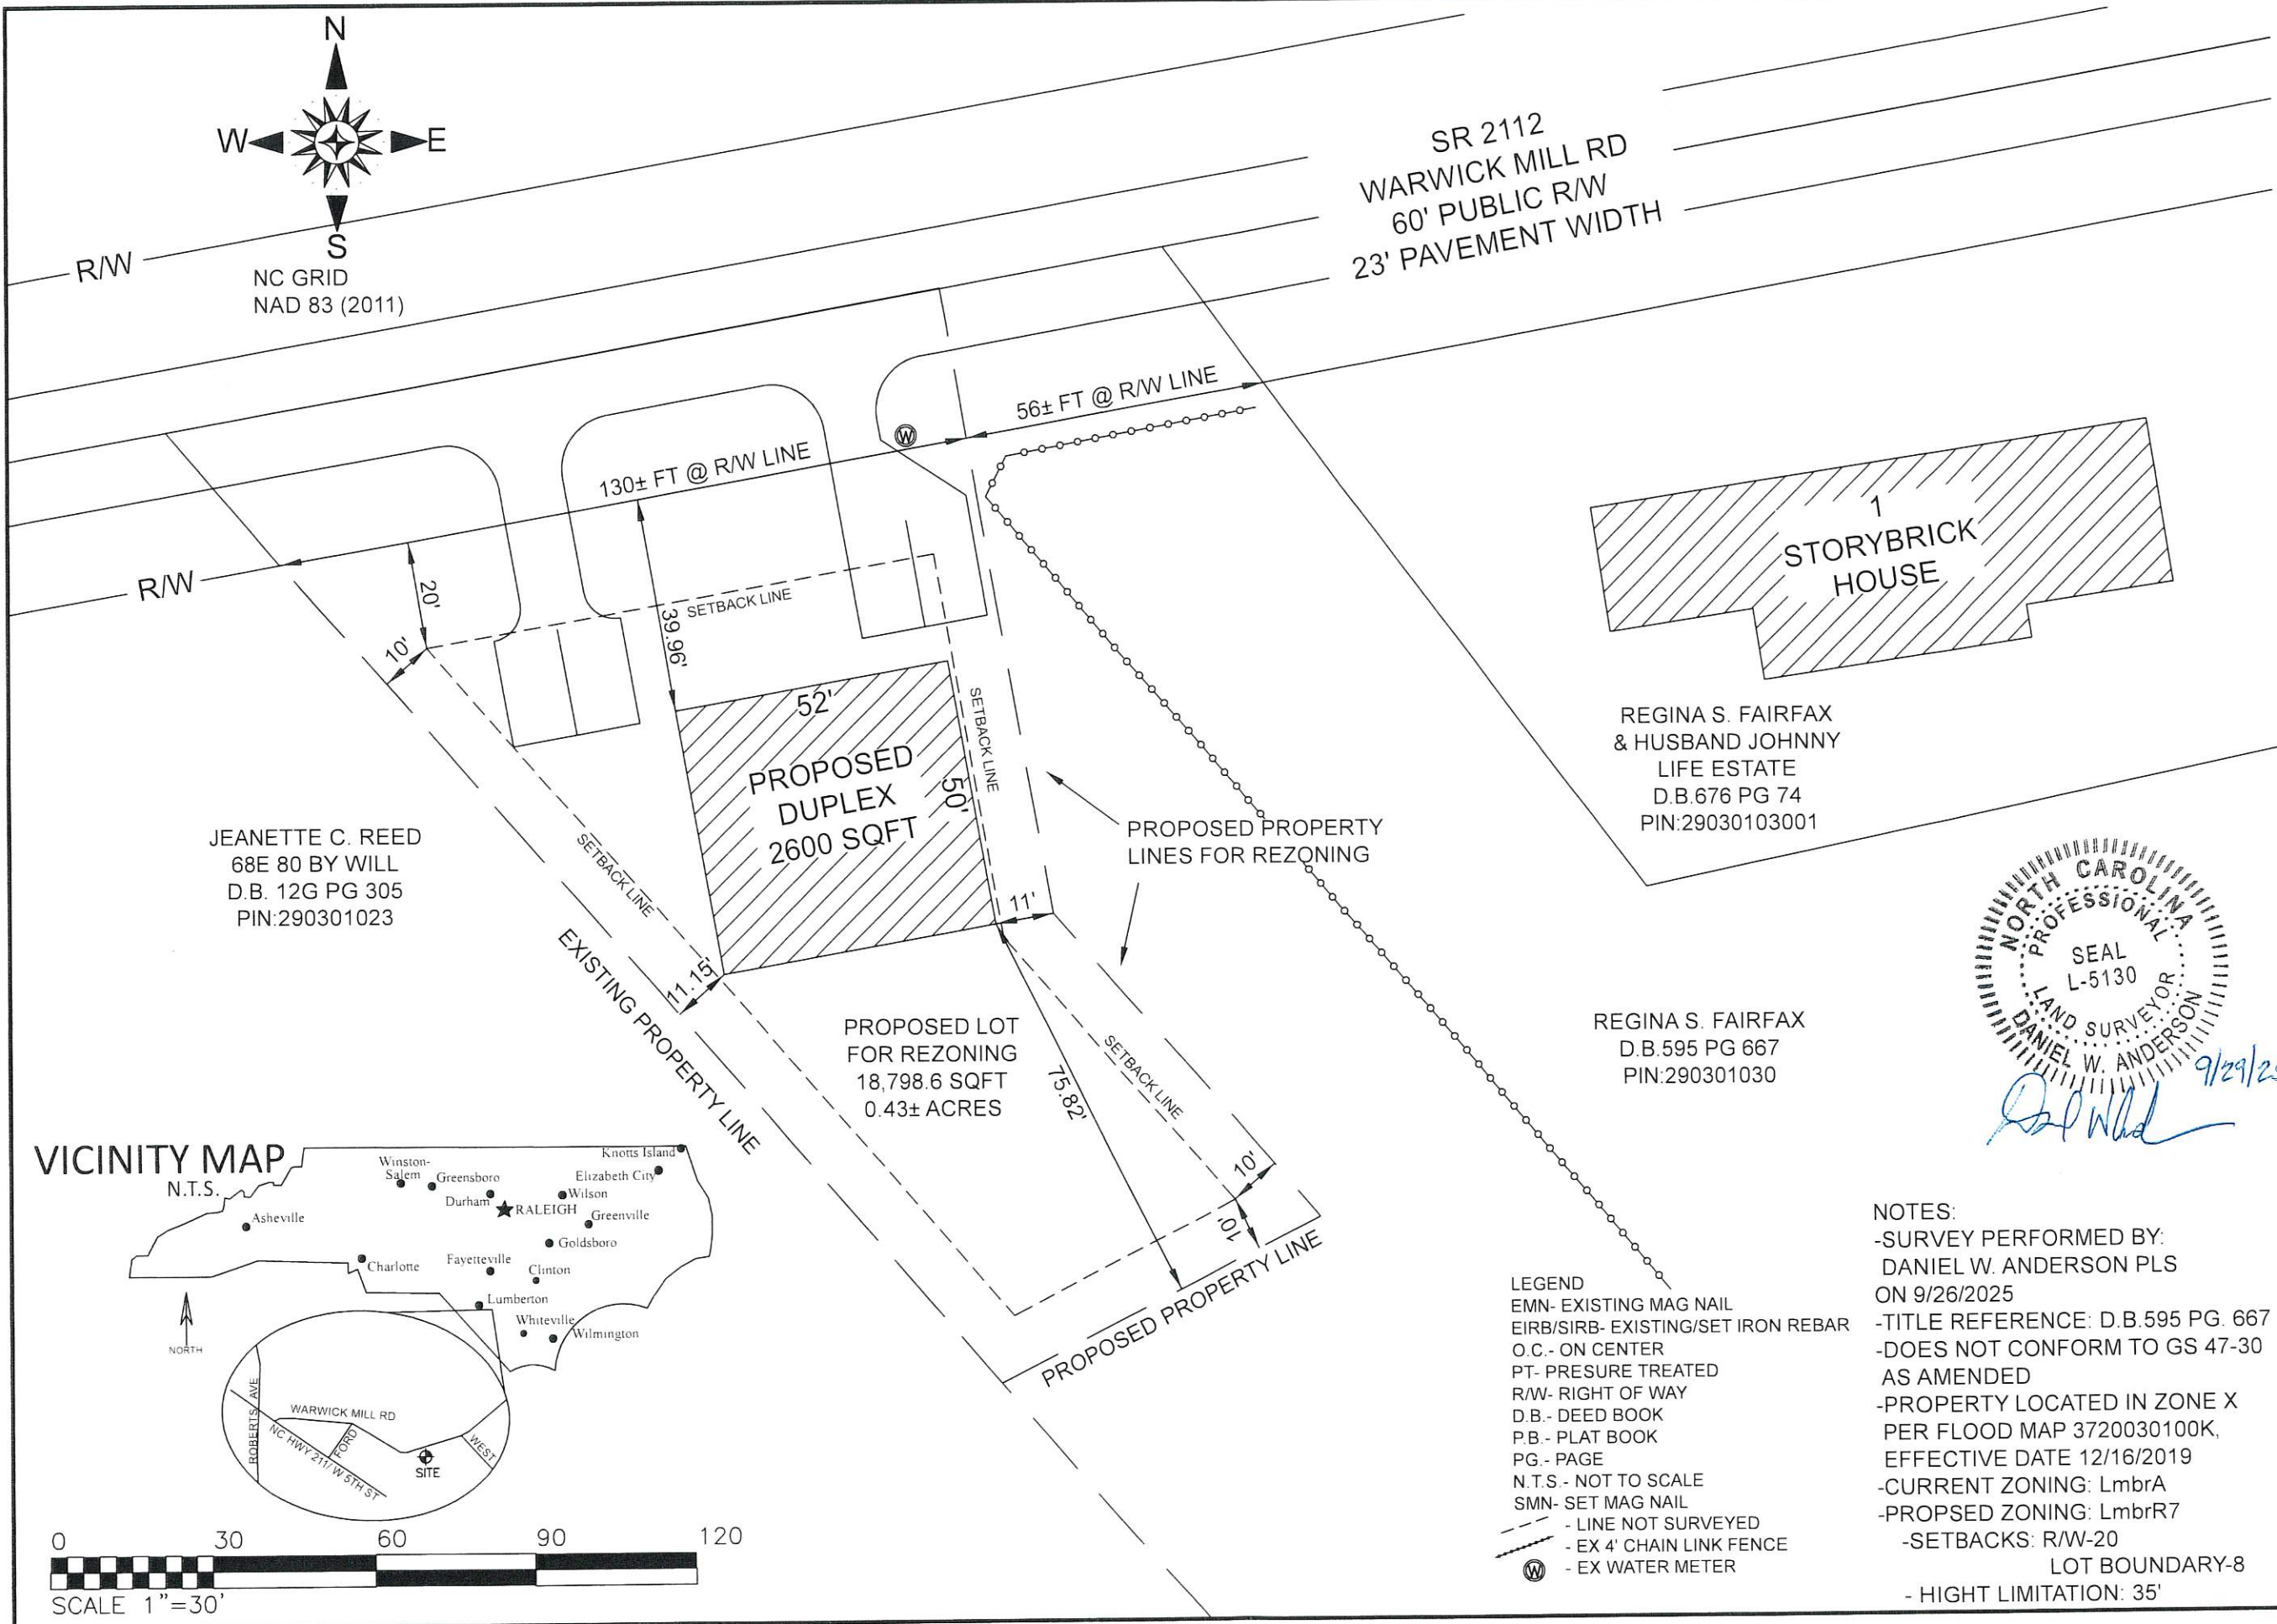 N
W
E
S
NC GRID
NAD 83 (2011)
R/W
SR 2112
WARWICK MILL RD
60' PUBLIC R/W
23' PAVEMENT WIDTH
56± FT @ R/W LINE
W
130± FT @ R/W LINE
R/W
20'
10'
39.96'
SETBACK LINE
1
STORYBRICK
HOUSE
52'
SETBACK LINE
PROPOSED
DUPLEX
2600 SQFT
50'
REGINA S. FAIRFAX
& HUSBAND JOHNNY
LIFE ESTATE
D.B.676 PG 74
PIN:29030103001
JEANETTE C. REED
68E 80 BY WILL
D.B. 12G PG 305
PIN:290301023
SETBACK LINE
PROPOSED PROPERTY
LINES FOR REZONING
11'
11.15'
EXISTING PROPERTY LINE
PROPOSED LOT
FOR REZONING
18,798.6 SQFT
0.43± ACRES
75.82'
SETBACK LINE
10'
10'
PROPOSED PROPERTY LINE
REGINA S. FAIRFAX
D.B.595 PG 667
PIN:290301030
NORTH CAROLINA
PROFESSIONAL
SEAL
L-5130
LAND SURVEYOR
DANIEL W. ANDERSON
VICINITY MAP
N.T.S.
Asheville
Winston-
Salem
Greensboro
Durham
RALEIGH
Knotts Island
Elizabeth City
Wilson
Greenville
Goldsboro
Charlotte
Fayetteville
Clinton
Lumberton
Whiteville
Wilmington
NORTH
ROBERTS AVE
WARWICK MILL RD
FORD
NC HWY 211/ W 5TH ST
WEST
SITE
0 30 60 90 120
SCALE 1"=30'
LEGEND
EMN- EXISTING MAG NAIL
EIRB/SIRB- EXISTING/SET IRON REBAR
O.C.- ON CENTER
PT- PRESURE TREATED
R/W- RIGHT OF WAY
D.B.- DEED BOOK
P.B.- PLAT BOOK
PG.- PAGE
N.T.S.- NOT TO SCALE
SMN- SET MAG NAIL
- LINE NOT SURVEYED
- EX 4' CHAIN LINK FENCE
W - EX WATER METER
NOTES:
-SURVEY PERFORMED BY:
DANIEL W. ANDERSON PLS
ON 9/26/2025
-TITLE REFERENCE: D.B.595 PG. 667
-DOES NOT CONFORM TO GS 47-30
AS AMENDED
-PROPERTY LOCATED IN ZONE X
PER FLOOD MAP 3720030100K,
EFFECTIVE DATE 12/16/2019
-CURRENT ZONING: LmbrA
-PROPSED ZONING: LmbrR7
-SETBACKS: R/W-20
LOT BOUNDARY-8
- HIGHT LIMITATION: 35'